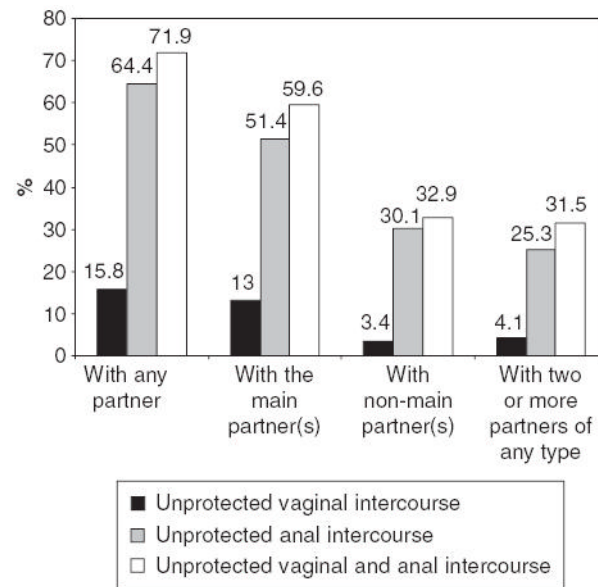 80
70
60
50
40
30
20
10
0
%
15.8
64.4
71.9
13
51.4
59.6
3.4
30.1
32.9
4.1
25.3
31.5
With any
partner
With the
main
partner(s)
With
non-main
partner(s)
With two
or more
partners of
any type
Unprotected vaginal intercourse
Unprotected anal intercourse
Unprotected vaginal and anal intercourse